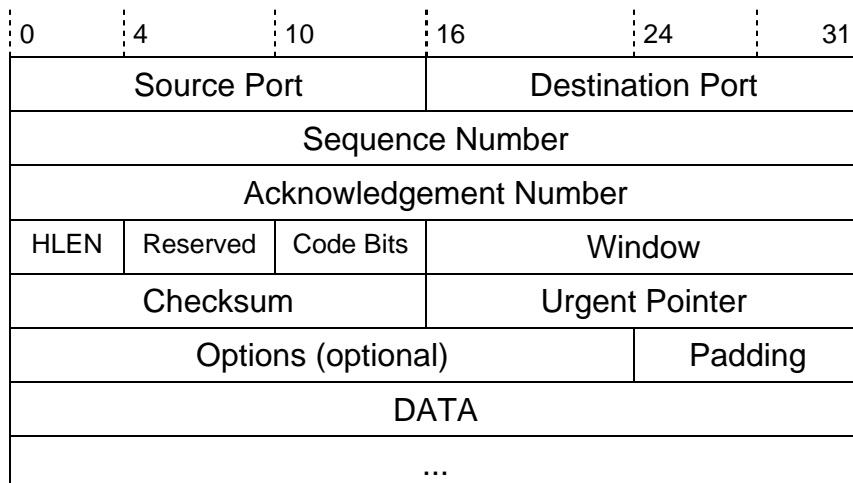 0 4 10 16 24 31
Source Port Destination Port
Sequence Number
Acknowledgement Number
HLEN Reserved Code Bits Window
Checksum Urgent Pointer
Options (optional) Padding
DATA
...